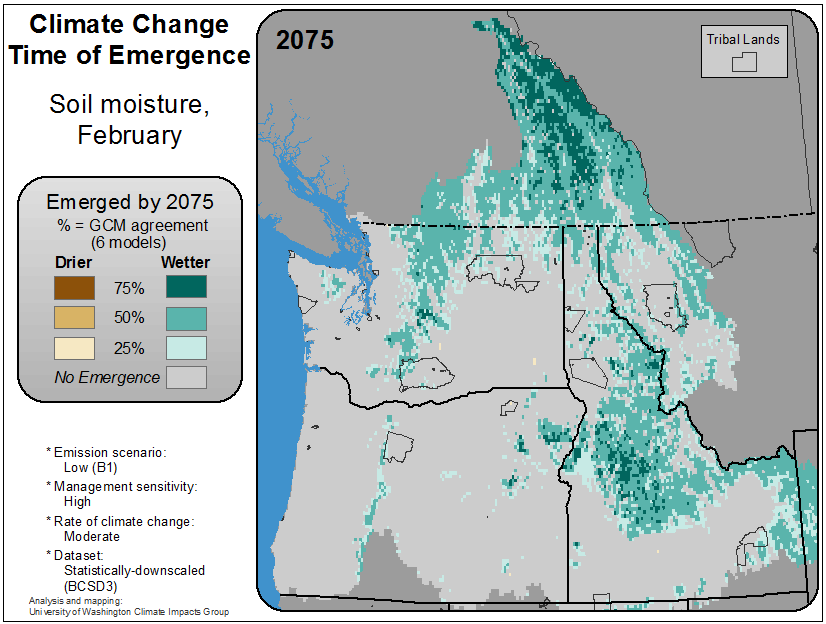 Climate Change
Time of Emergence
Soil moisture,
February
Emerged by 2075
% = GCM agreement
(6 models)
Drier Wetter
75%
50%
25%
No Emergence
* Emission scenario:
Low (B1)
* Management sensitivity:
High
* Rate of climate change:
Moderate
* Dataset:
Statistically-downscaled
(BCSD3)
Analysis and mapping:
University of Washington Climate Impacts Group
2075
Tribal Lands